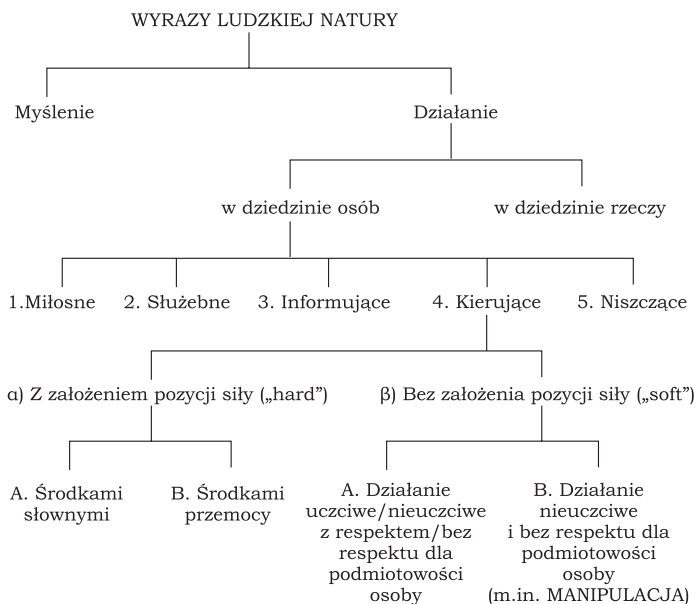 WYRAZY LUDZKIEJ NATURY
Myślenie
Działanie
w dziedzinie osób
w dziedzinie rzeczy
1.Miłosne
2. Służebne
3. Informujące
4. Kierujące
5. Niszczące
α) Z założeniem pozycji siły („hard”)
β) Bez założenia pozycji siły („soft”)
A. Środkami
słownymi
B. Środkami
przemocy
A. Działanie
uczciwe/nieuczciwe
z respektem/bez
respektu dla
podmiotowości
osoby
B. Działanie
nieuczciwe
i bez respektu dla
podmiotowości
osoby
(m.in. MANIPULACJA)